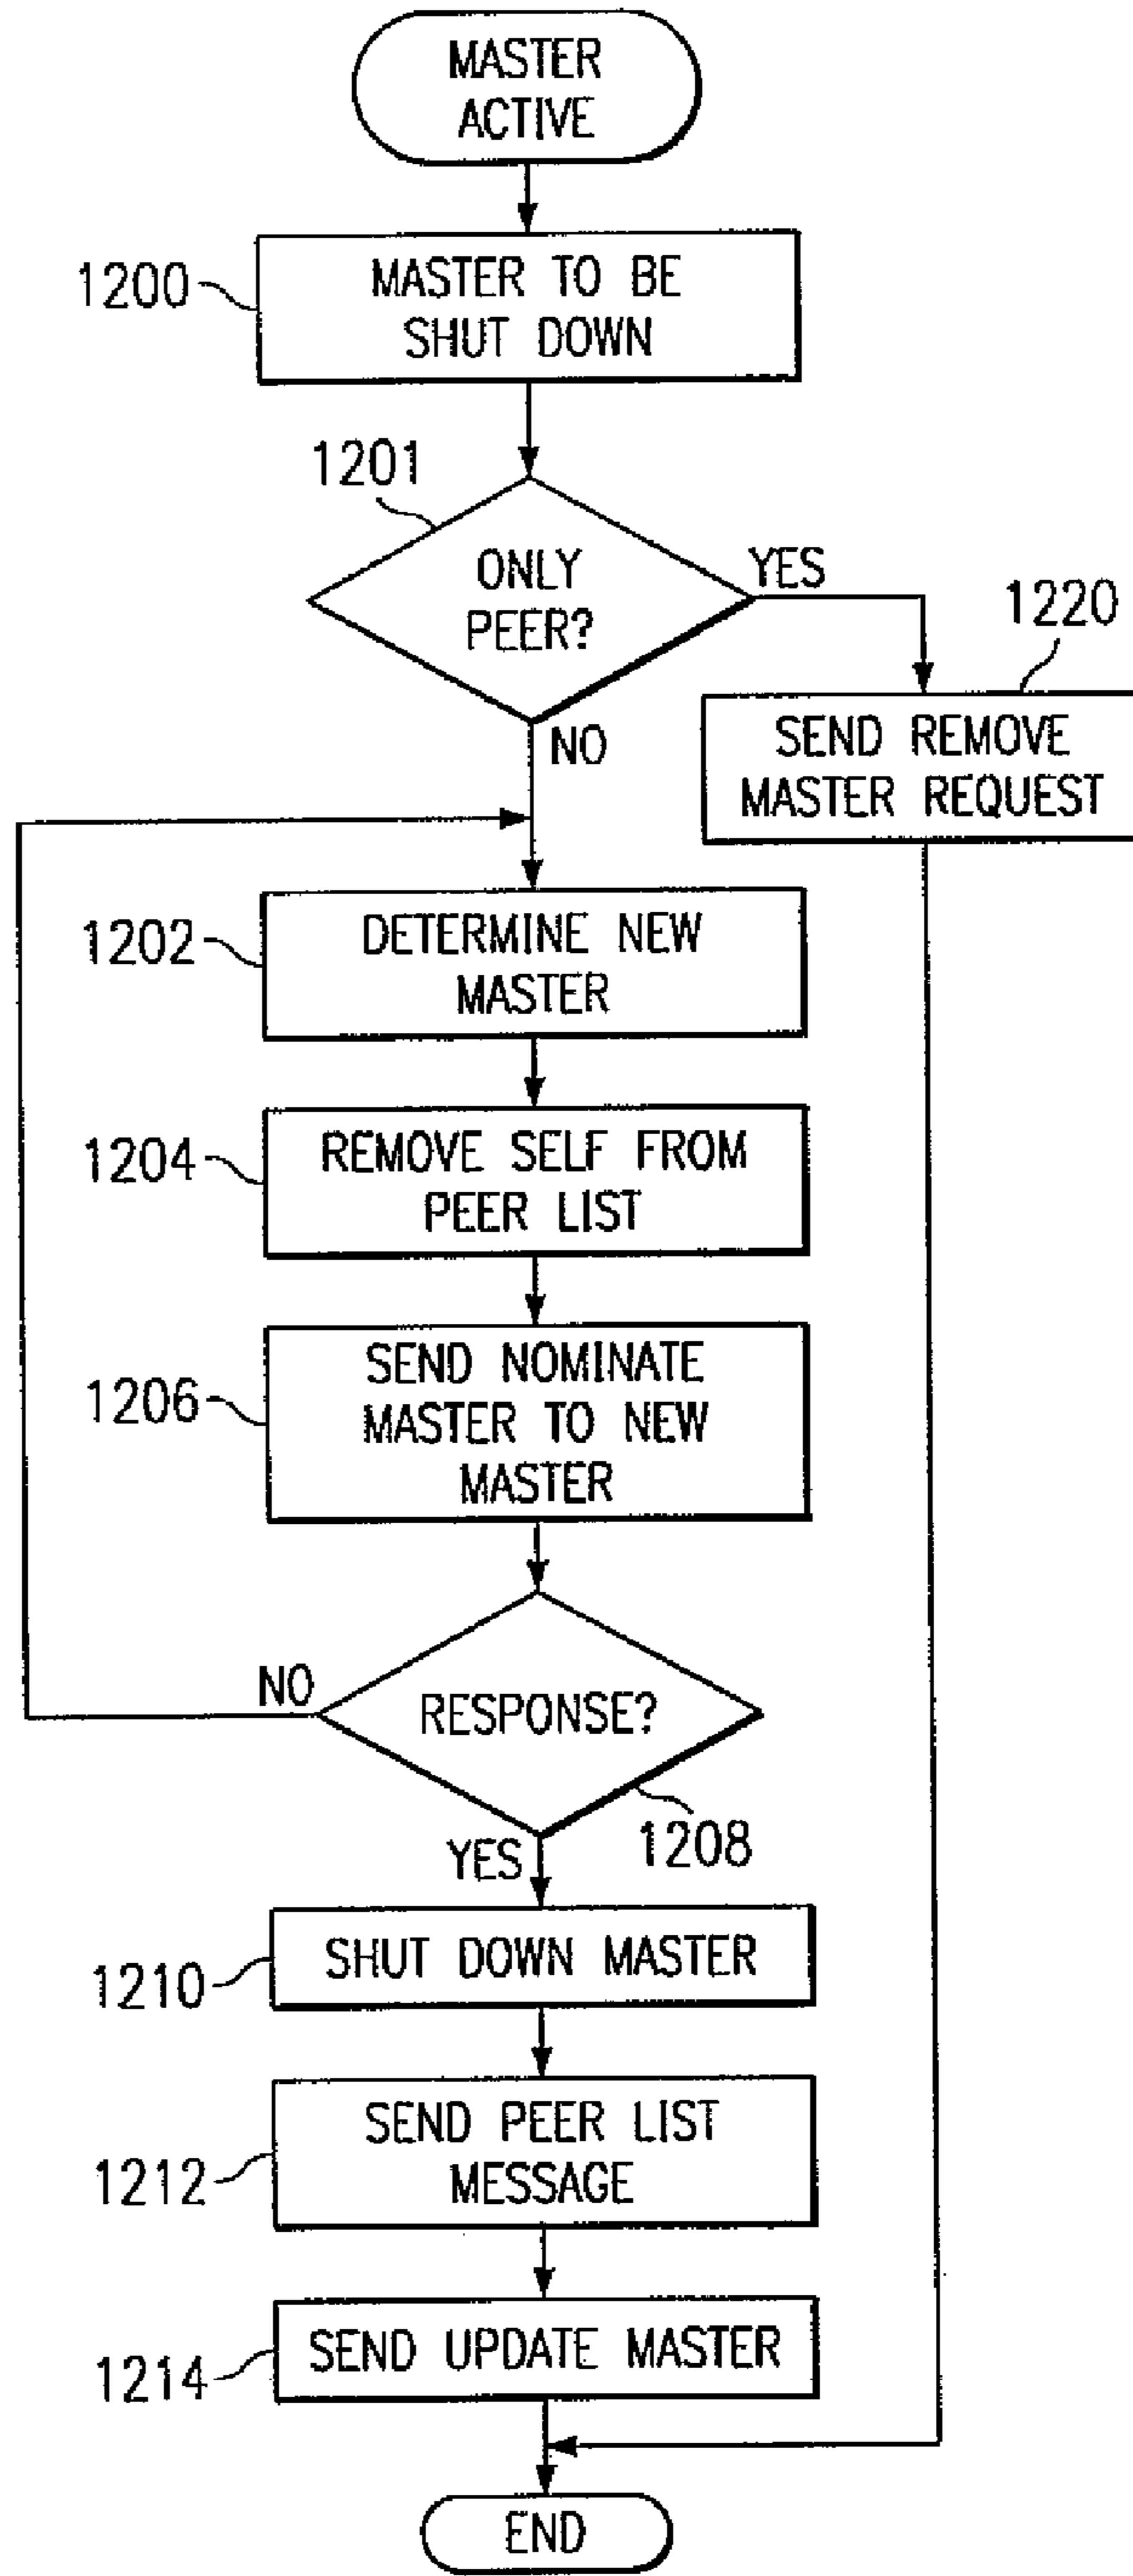 MASTER
ACTIVE
1200
MASTER TO BE
SHUT DOWN
1201
ONLY
PEER?
YES
NO
1220
SEND REMOVE
MASTER REQUEST
1202
DETERMINE NEW
MASTER
1204
REMOVE SELF FROM
PEER LIST
1206
SEND NOMINATE
MASTER TO NEW
MASTER
NO
RESPONSE?
1208
YES
1210
SHUT DOWN MASTER
1212
SEND PEER LIST
MESSAGE
1214
SEND UPDATE MASTER
END